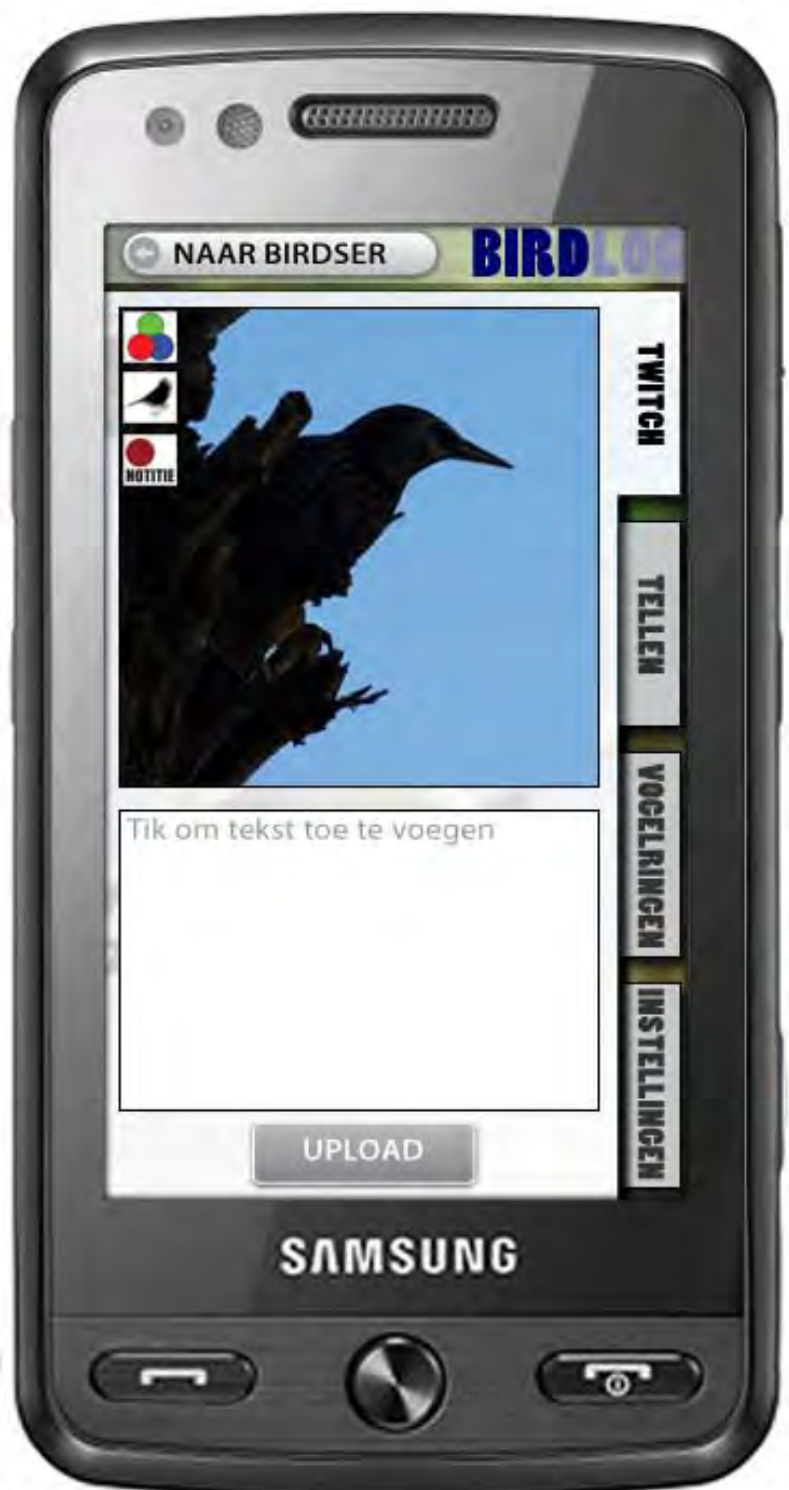 NAAR BIRDSER
BIRDLOG
NOTITIE
TWITCH
TELLEN
VOGELRINGEN
INSTELLINGEN
Tik om tekst toe te voegen
UPLOAD
SAMSUNG